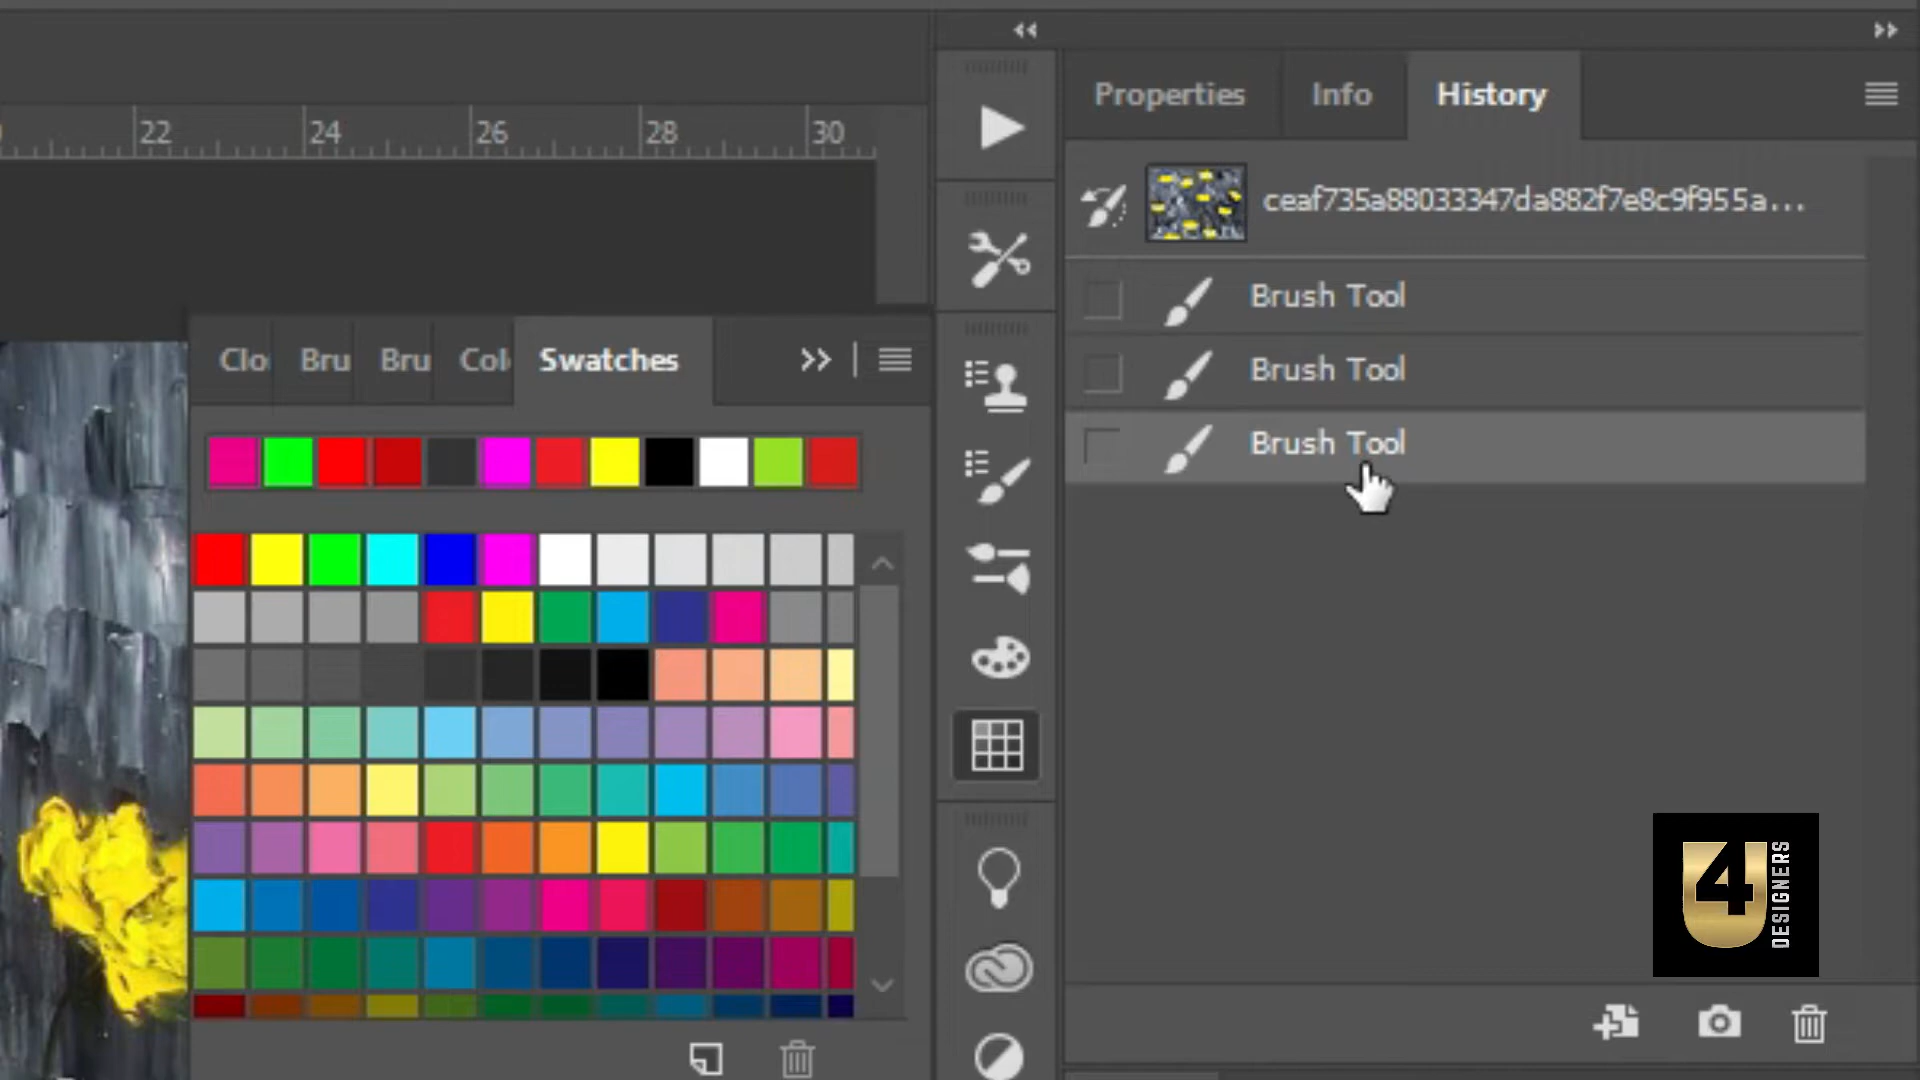 Properties
Info
History
22
24
26
28
30
ceaf735a88033347da882f7e8c9f955a...
Brush Tool
Brush Tool
Brush Tool
Clo
Bru
Bru
Col
Swatches
4U
DESIGNERS